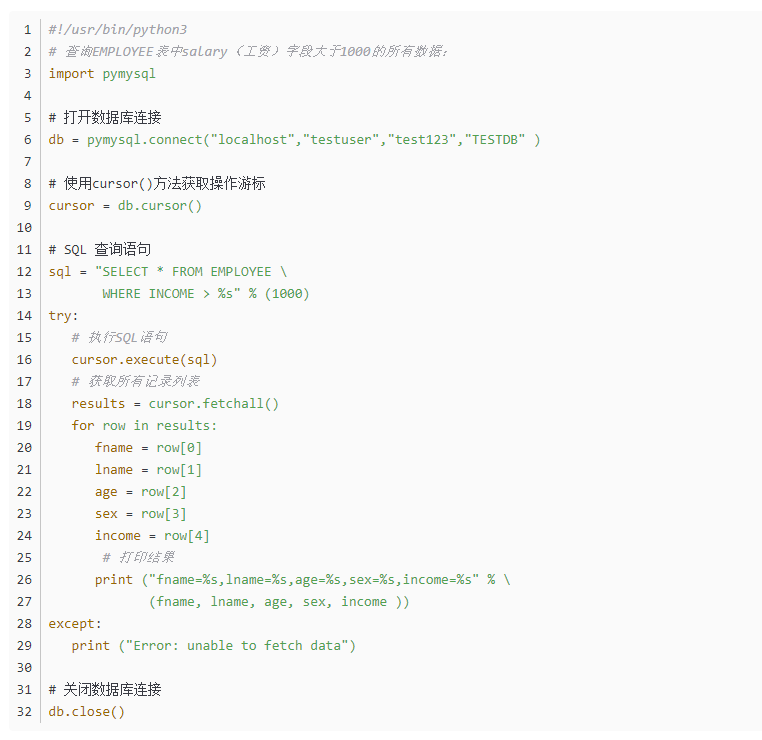 1 #!/usr/bin/python3
2 # 查询EMPLOYEE表中salary（工资）字段大于1000的所有数据：
3 import pymysql
4
5 # 打开数据库连接
6 db = pymysql.connect("localhost","testuser","test123","TESTDB" )
7
8 # 使用cursor()方法获取操作游标
9 cursor = db.cursor()
10
11 # SQL 查询语句
12 sql = "SELECT * FROM EMPLOYEE \
13        WHERE INCOME > %s" % (1000)
14 try:
15    # 执行SQL语句
16    cursor.execute(sql)
17    # 获取所有记录列表
18    results = cursor.fetchall()
19    for row in results:
20       fname = row[0]
21       lname = row[1]
22       age = row[2]
23       sex = row[3]
24       income = row[4]
25        # 打印结果
26       print ("fname=%s,lname=%s,age=%s,sex=%s,income=%s" % \
27              (fname, lname, age, sex, income ))
28 except:
29    print ("Error: unable to fetch data")
30
31 # 关闭数据库连接
32 db.close()